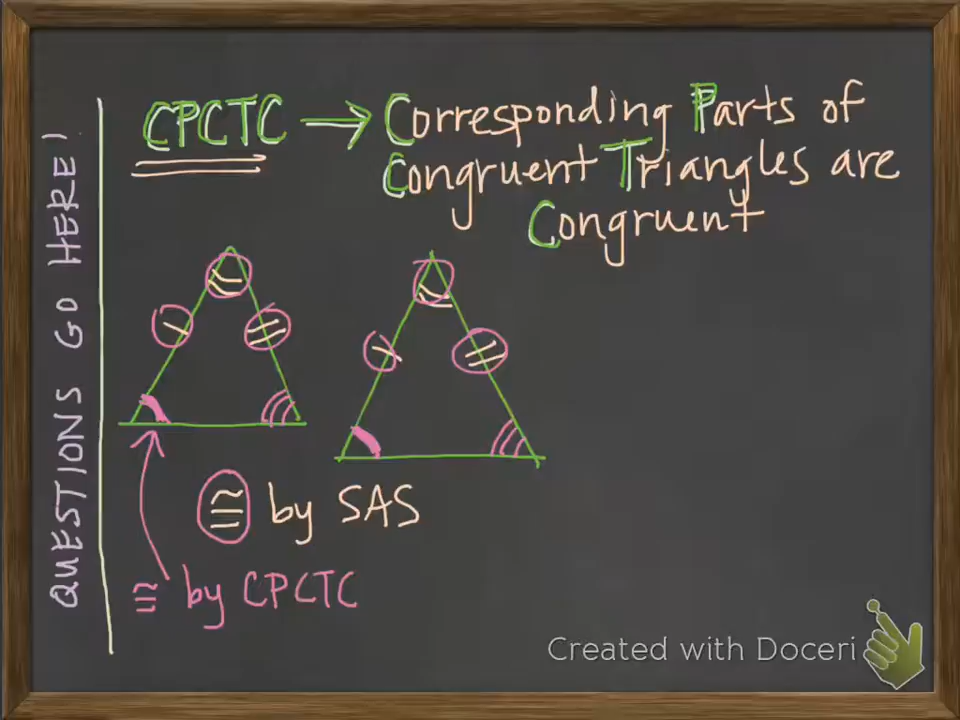 QUESTIONS GO HERE!
CPCTC → Corresponding Parts of
Congruent Triangles are
Congruent
≅ by SAS
≅ by CPCTC
Created with Doceri